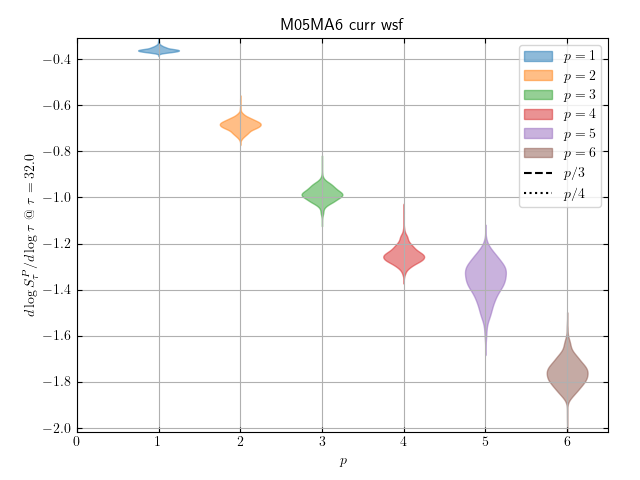 M05MA6 curr wsf
d log S_τ^P / d log τ @ τ = 32.0
−0.4
−0.6
−0.8
−1.0
−1.2
−1.4
−1.6
−1.8
−2.0
0 1 2 3 4 5 6
p
p = 1
p = 2
p = 3
p = 4
p = 5
p = 6
p/3
p/4